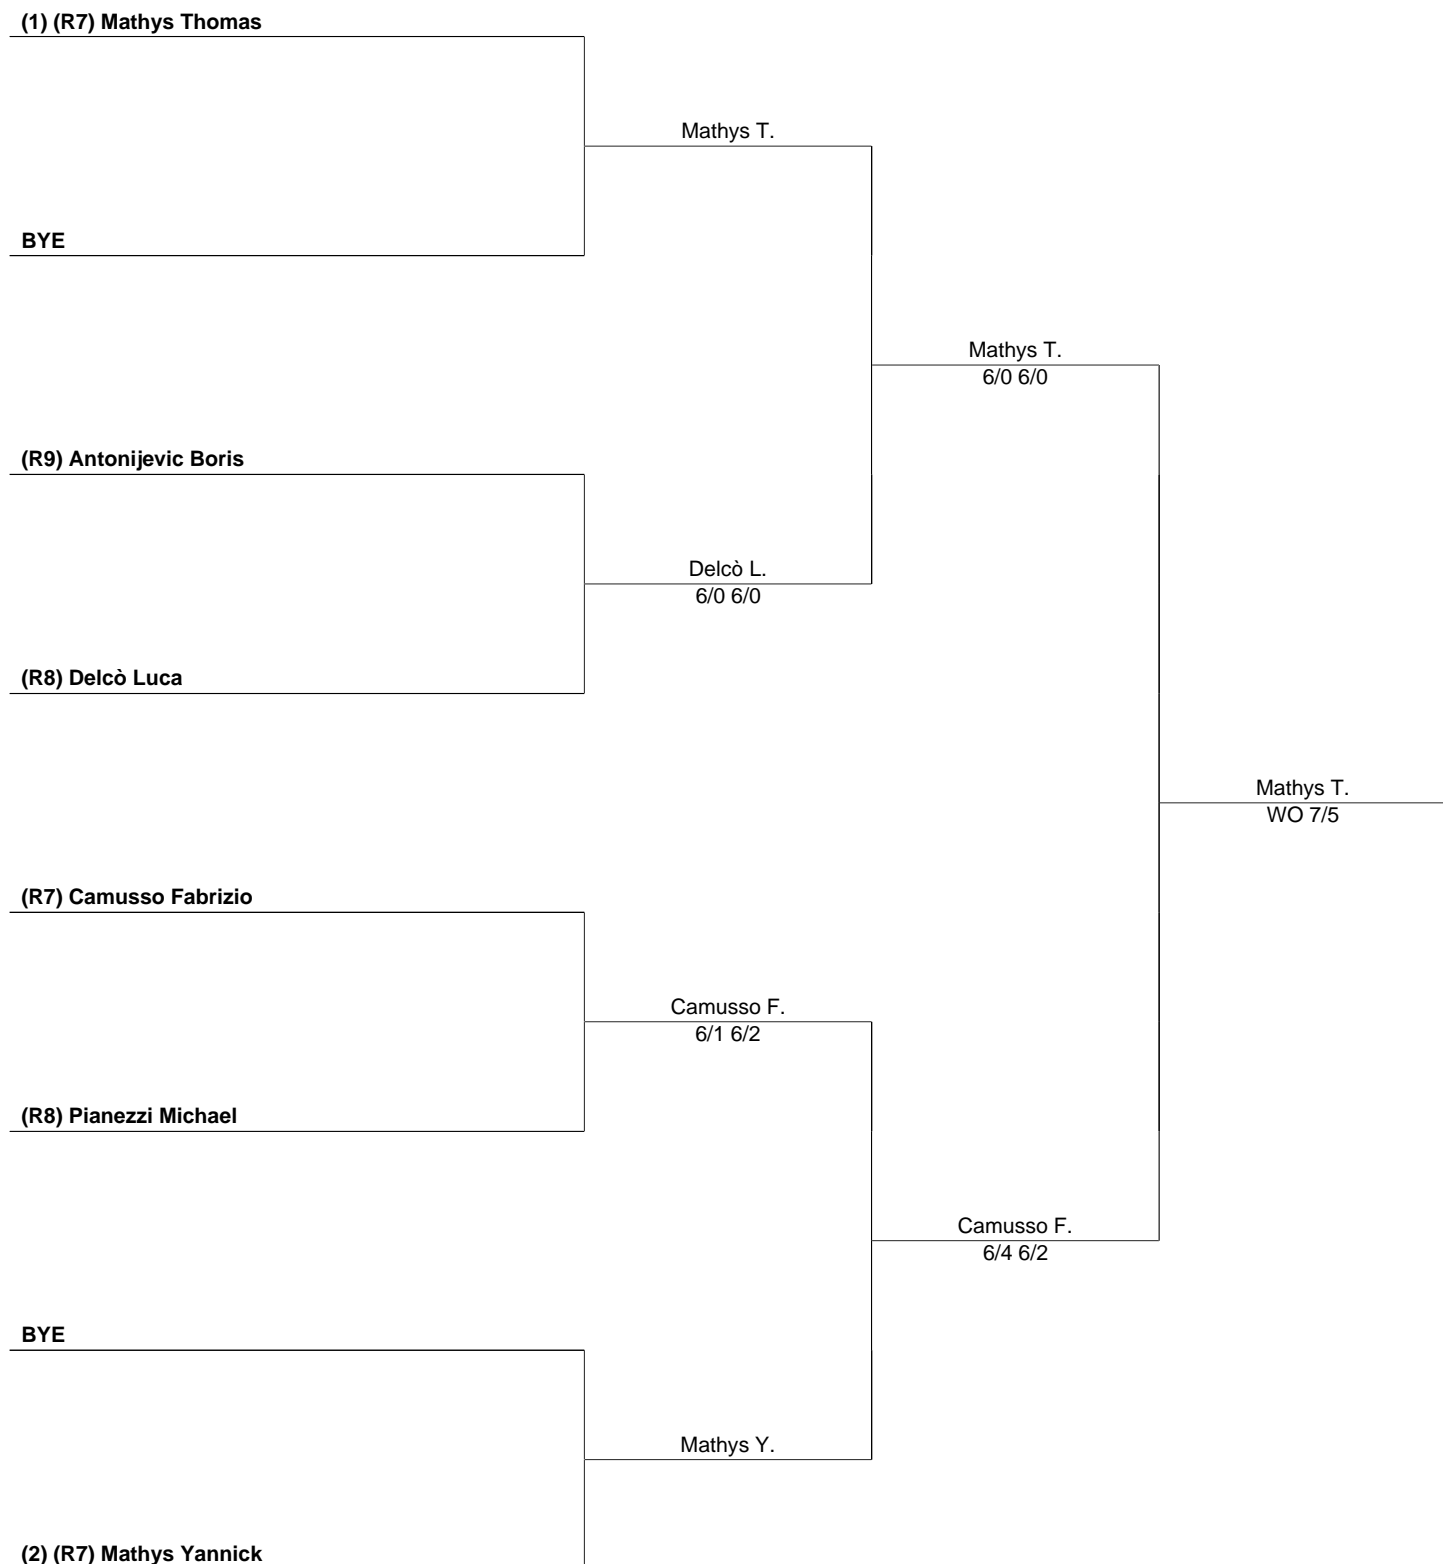 (1) (R7) Mathys Thomas
Mathys T.
BYE
Mathys T.
6/0 6/0
(R9) Antonijevic Boris
Delcò L.
6/0 6/0
(R8) Delcò Luca
Mathys T.
WO 7/5
(R7) Camusso Fabrizio
Camusso F.
6/1 6/2
(R8) Pianezzi Michael
Camusso F.
6/4 6/2
BYE
Mathys Y.
(2) (R7) Mathys Yannick